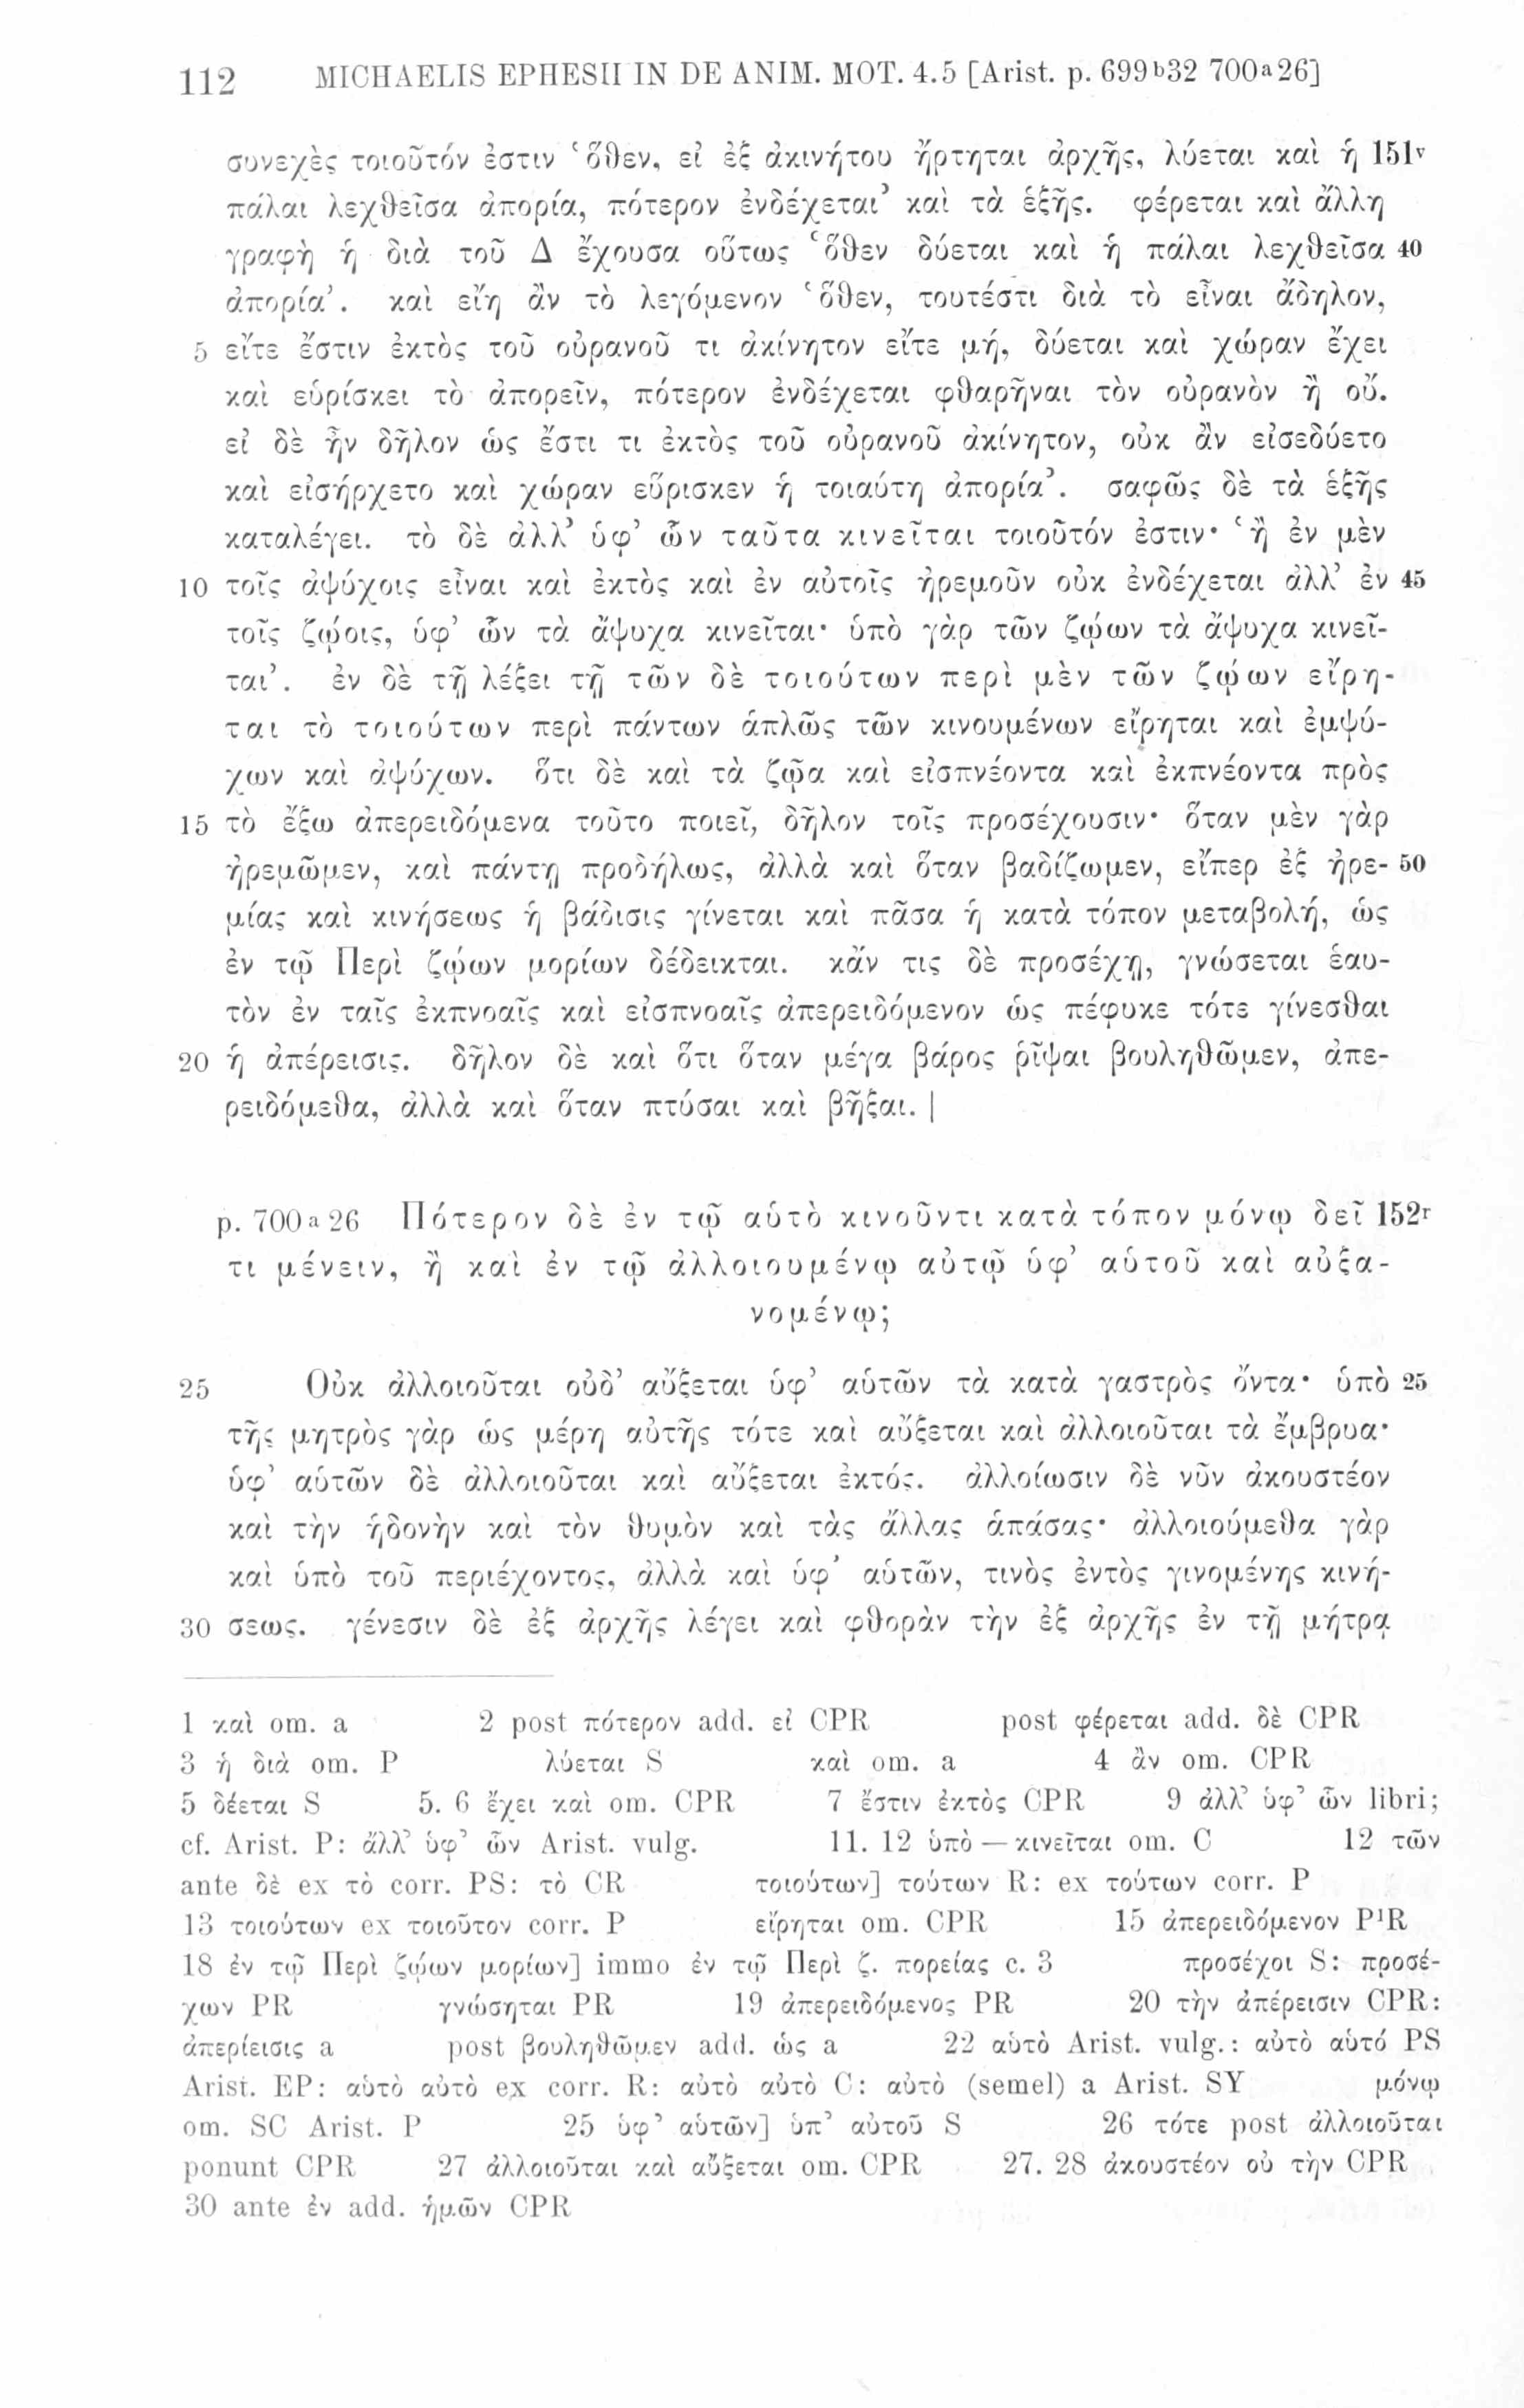 112 MICHAELIS EPHESII IN DE ANIM. MOT. 4.5 [Arist. p. 699b32 700a26]
συνεχὲς τοιοῦτόν ἐστιν ‘ὅθεν, εἰ ἐξ ἀκινήτου ἤρτηται ἀρχῆς, λύεται καὶ ἡ 151v
πάλαι λεχθεῖσα ἀπορία, πότερον ἐνδέχεται’ καὶ τὰ ἑξῆς. φέρεται καὶ ἄλλη
γραφὴ ἡ διὰ τοῦ Δ ἔχουσα οὕτως ‘ὅθεν δύεται καὶ ἡ πάλαι λεχθεῖσα 40
ἀπορία’. καὶ εἴη ἂν τὸ λεγόμενον ‘ὅθεν, τουτέστι διὰ τὸ εἶναι ἄδηλον,
5 εἴτε ἔστιν ἐκτὸς τοῦ οὐρανοῦ τι ἀκίνητον εἴτε μή, δύεται καὶ χώραν ἔχει
καὶ εὑρίσκει τὸ ἀπορεῖν, πότερον ἐνδέχεται φθαρῆναι τὸν οὐρανὸν ἢ οὔ.
εἰ δὲ ἦν δῆλον ὡς ἔστι τι ἐκτὸς τοῦ οὐρανοῦ ἀκίνητον, οὐκ ἂν εἰσεδύετο
καὶ εἰσήρχετο καὶ χώραν εὕρισκεν ἡ τοιαύτη ἀπορία’. σαφῶς δὲ τὰ ἑξῆς
καταλέγει. τὸ δὲ ἀλλ’ ὑφ’ ὧν ταῦτα κινεῖται τοιοῦτόν ἐστιν· ‘ἢ ἐν μὲν
10 τοῖς ἀψύχοις εἶναι καὶ ἐκτὸς καὶ ἐν αὐτοῖς ἠρεμοῦν οὐκ ἐνδέχεται ἀλλ’ ἐν 45
τοῖς ζῴοις, ὑφ’ ὧν τὰ ἄψυχα κινεῖται· ὑπὸ γὰρ τῶν ζῴων τὰ ἄψυχα κινεῖ-
ται’. ἐν δὲ τῇ λέξει τῇ τῶν δὲ τοιούτων περὶ μὲν τῶν ζῴων εἴρη-
ται τὸ τοιούτων περὶ πάντων ἁπλῶς τῶν κινουμένων εἴρηται καὶ ἐμψύ-
χων καὶ ἀψύχων. ὅτι δὲ καὶ τὰ ζῷα καὶ εἰσπνέοντα καὶ ἐκπνέοντα πρὸς
15 τὸ ἔξω ἀπερειδόμενα τοῦτο ποιεῖ, δῆλον τοῖς προσέχουσιν· ὅταν μὲν γὰρ
ἠρεμῶμεν, καὶ πάντῃ προδήλως, ἀλλὰ καὶ ὅταν βαδίζωμεν, εἴπερ ἐξ ἠρε- 50
μίας καὶ κινήσεως ἡ βάδισις γίνεται καὶ πᾶσα ἡ κατὰ τόπον μεταβολή, ὡς
ἐν τῷ Περὶ ζῴων μορίων δέδεικται. κἄν τις δὲ προσέχῃ, γνώσεται ἑαυ-
τὸν ἐν ταῖς ἐκπνοαῖς καὶ εἰσπνοαῖς ἀπερειδόμενον ὡς πέφυκε τότε γίνεσθαι
20 ἡ ἀπέρεισις. δῆλον δὲ καὶ ὅτι ὅταν μέγα βάρος ῥῖψαι βουληθῶμεν, ἀπε-
ρειδόμεθα, ἀλλὰ καὶ ὅταν πτύσαι καὶ βῆξαι. |
p. 700a26 Πότερον δὲ ἐν τῷ αὑτὸ κινοῦντι κατὰ τόπον μόνῳ δεῖ 152r
τι μένειν, ἢ καὶ ἐν τῷ ἀλλοιουμένῳ αὐτῷ ὑφ’ αὑτοῦ καὶ αὐξα-
νομένῳ;
25 Οὐκ ἀλλοιοῦται οὐδ’ αὔξεται ὑφ’ αὑτῶν τὰ κατὰ γαστρὸς ὄντα· ὑπὸ 25
τῆς μητρὸς γὰρ ὡς μέρη αὐτῆς τότε καὶ αὔξεται καὶ ἀλλοιοῦται τὰ ἔμβρυα·
ὑφ’ αὑτῶν δὲ ἀλλοιοῦται καὶ αὔξεται ἐκτός. ἀλλοίωσιν δὲ νῦν ἀκουστέον
καὶ τὴν ἡδονὴν καὶ τὸν θυμὸν καὶ τὰς ἄλλας ἁπάσας· ἀλλοιούμεθα γὰρ
καὶ ὑπὸ τοῦ περιέχοντος, ἀλλὰ καὶ ὑφ’ αὑτῶν, τινὸς ἐντὸς γινομένης κινή-
30 σεως. γένεσιν δὲ ἐξ ἀρχῆς λέγει καὶ φθορὰν τὴν ἐξ ἀρχῆς ἐν τῇ μήτρᾳ
1 καὶ om. a 2 post πότερον add. εἰ CPR post φέρεται add. δὲ CPR
3 ἡ διὰ om. P λύεται S καὶ om. a 4 ἂν om. CPR
5 δέεται S 5. 6 ἔχει καὶ om. CPR 7 ἔστιν ἐκτὸς CPR 9 ἀλλ’ ὑφ’ ὧν libri;
cf. Arist. P: ἄλλ’ ὑφ’ ὧν Arist. vulg. 11. 12 ὑπὸ — κινεῖται om. C 12 τῶν
ante δὲ ex τὸ corr. PS: τὸ CR τοιούτων] τούτων R: ex τούτων corr. P
13 τοιούτων ex τοιοῦτον corr. P εἴρηται om. CPR 15 ἀπερειδόμενον P¹R
18 ἐν τῷ Περὶ ζῴων μορίων] immo ἐν τῷ Περὶ ζ. πορείας c. 3 προσέχοι S: προσέ-
χων PR γνώσηται PR 19 ἀπερειδόμενος PR 20 τὴν ἀπέρεισιν CPR:
ἀπερίεισις a post βουληθῶμεν add. ὡς a 22 αὑτὸ Arist. vulg.: αὐτὸ αὑτό PS
Arist. EP: αὑτὸ αὐτὸ ex corr. R: αὐτὸ αὐτὸ C: αὐτὸ (semel) a Arist. SY μόνῳ
om. SC Arist. P 25 ὑφ’ αὑτῶν] ὑπ’ αὐτοῦ S 26 τότε post ἀλλοιοῦται
ponunt CPR 27 ἀλλοιοῦται καὶ αὔξεται om. CPR 27. 28 ἀκουστέον οὐ τὴν CPR
30 ante ἐν add. ἡμῶν CPR